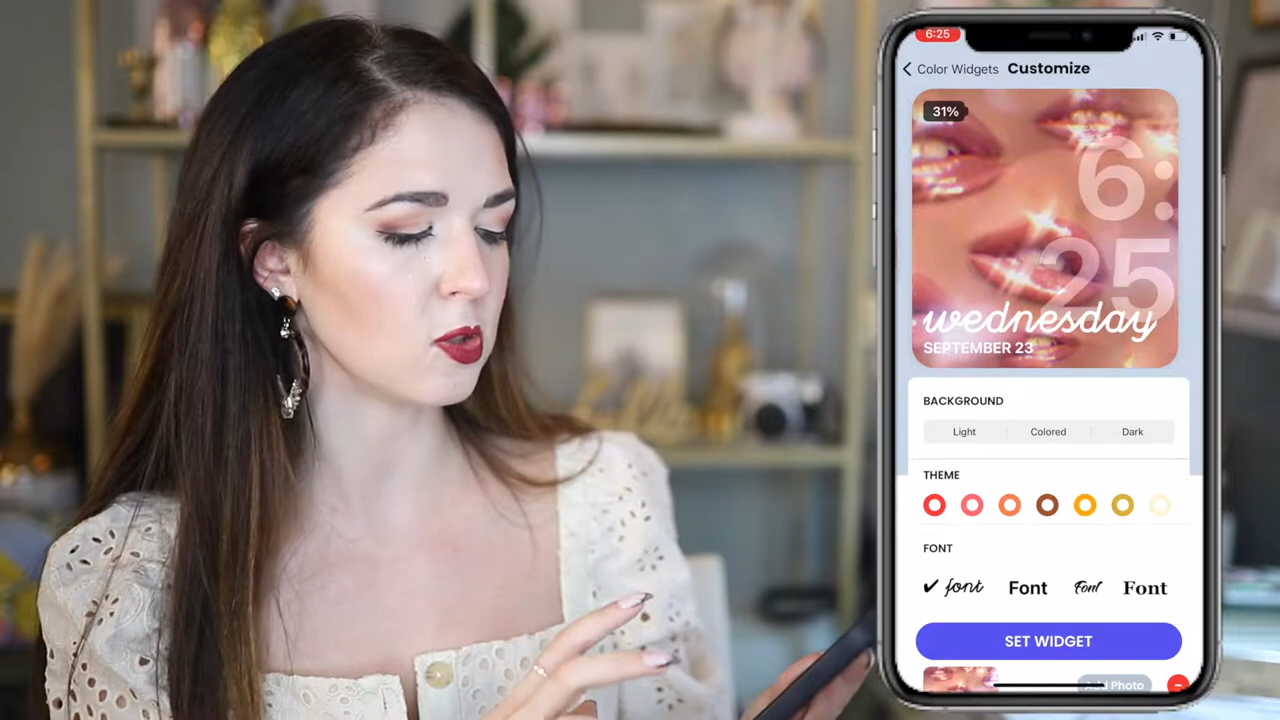 6:25
Color Widgets Customize
31%
6:
25
wednesday
SEPTEMBER 23
BACKGROUND
Light Colored Dark
THEME
FONT
✔ font Font Font Font
SET WIDGET
Add Photo